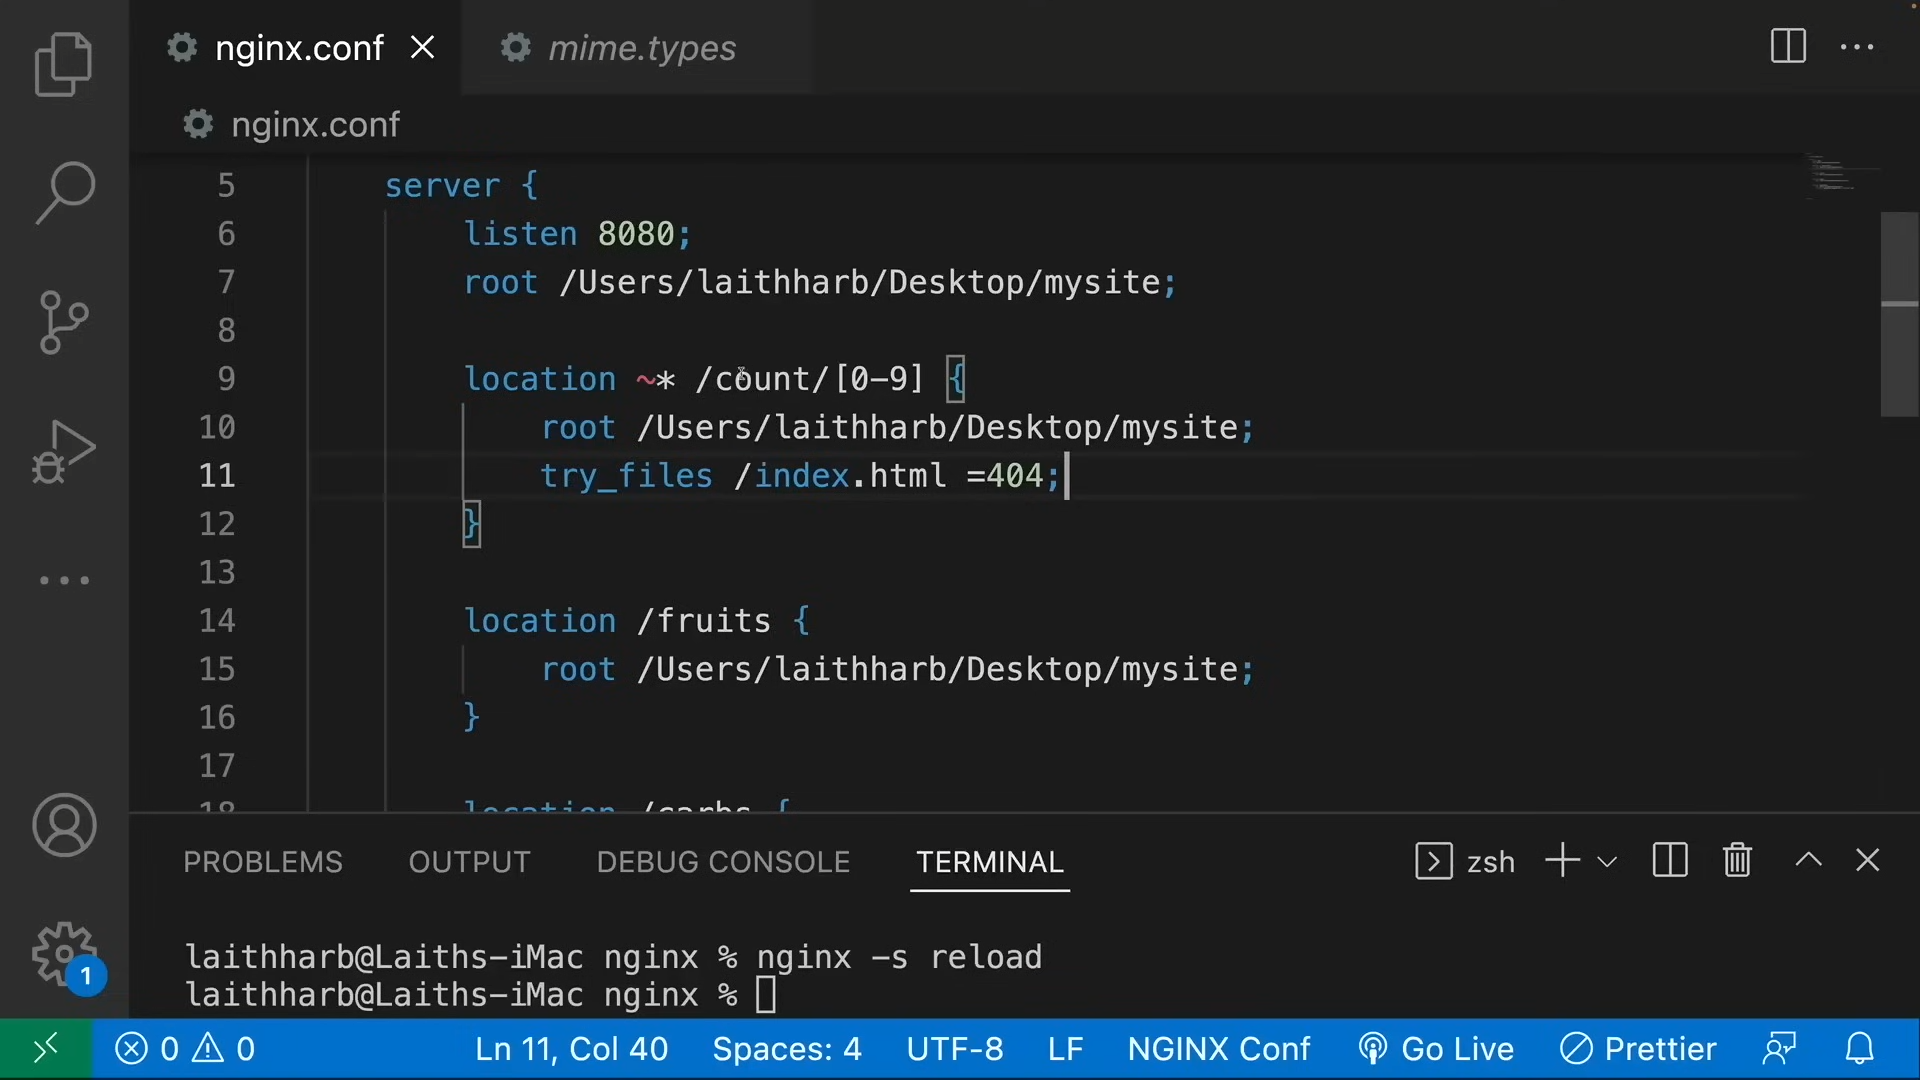 nginx.conf mime.types
nginx.conf
5 server {
6 listen 8080;
7 root /Users/laithharb/Desktop/mysite;
8
9 location ~* /count/[0-9] {
10 root /Users/laithharb/Desktop/mysite;
11 try_files /index.html =404;
12 }
13
14 location /fruits {
15 root /Users/laithharb/Desktop/mysite;
16 }
17
18 location /carbs {
PROBLEMS OUTPUT DEBUG CONSOLE TERMINAL zsh
laithharb@Laiths-iMac nginx % nginx -s reload
laithharb@Laiths-iMac nginx %
1
0 0 Ln 11, Col 40 Spaces: 4 UTF-8 LF NGINX Conf Go Live Prettier